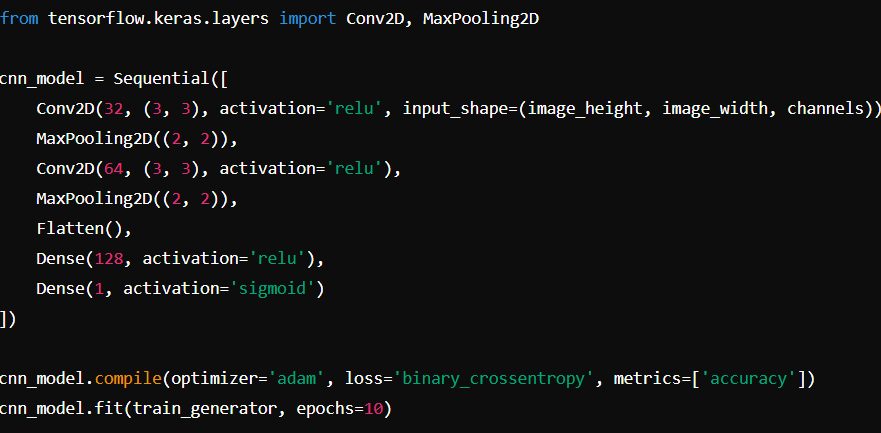 from tensorflow.keras.layers import Conv2D, MaxPooling2D
cnn_model = Sequential([
    Conv2D(32, (3, 3), activation='relu', input_shape=(image_height, image_width, channels))
    MaxPooling2D((2, 2)),
    Conv2D(64, (3, 3), activation='relu'),
    MaxPooling2D((2, 2)),
    Flatten(),
    Dense(128, activation='relu'),
    Dense(1, activation='sigmoid')
])
cnn_model.compile(optimizer='adam', loss='binary_crossentropy', metrics=['accuracy'])
cnn_model.fit(train_generator, epochs=10)